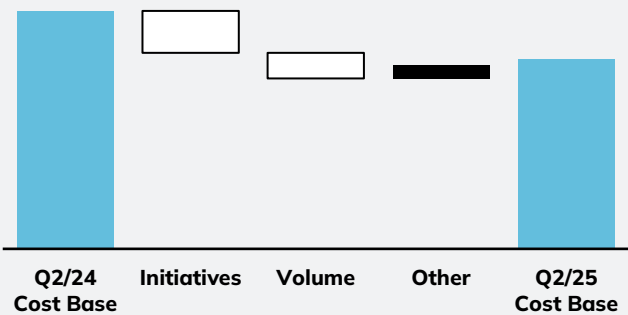 Q2/24
Cost Base
Initiatives
Volume
Other
Q2/25
Cost Base